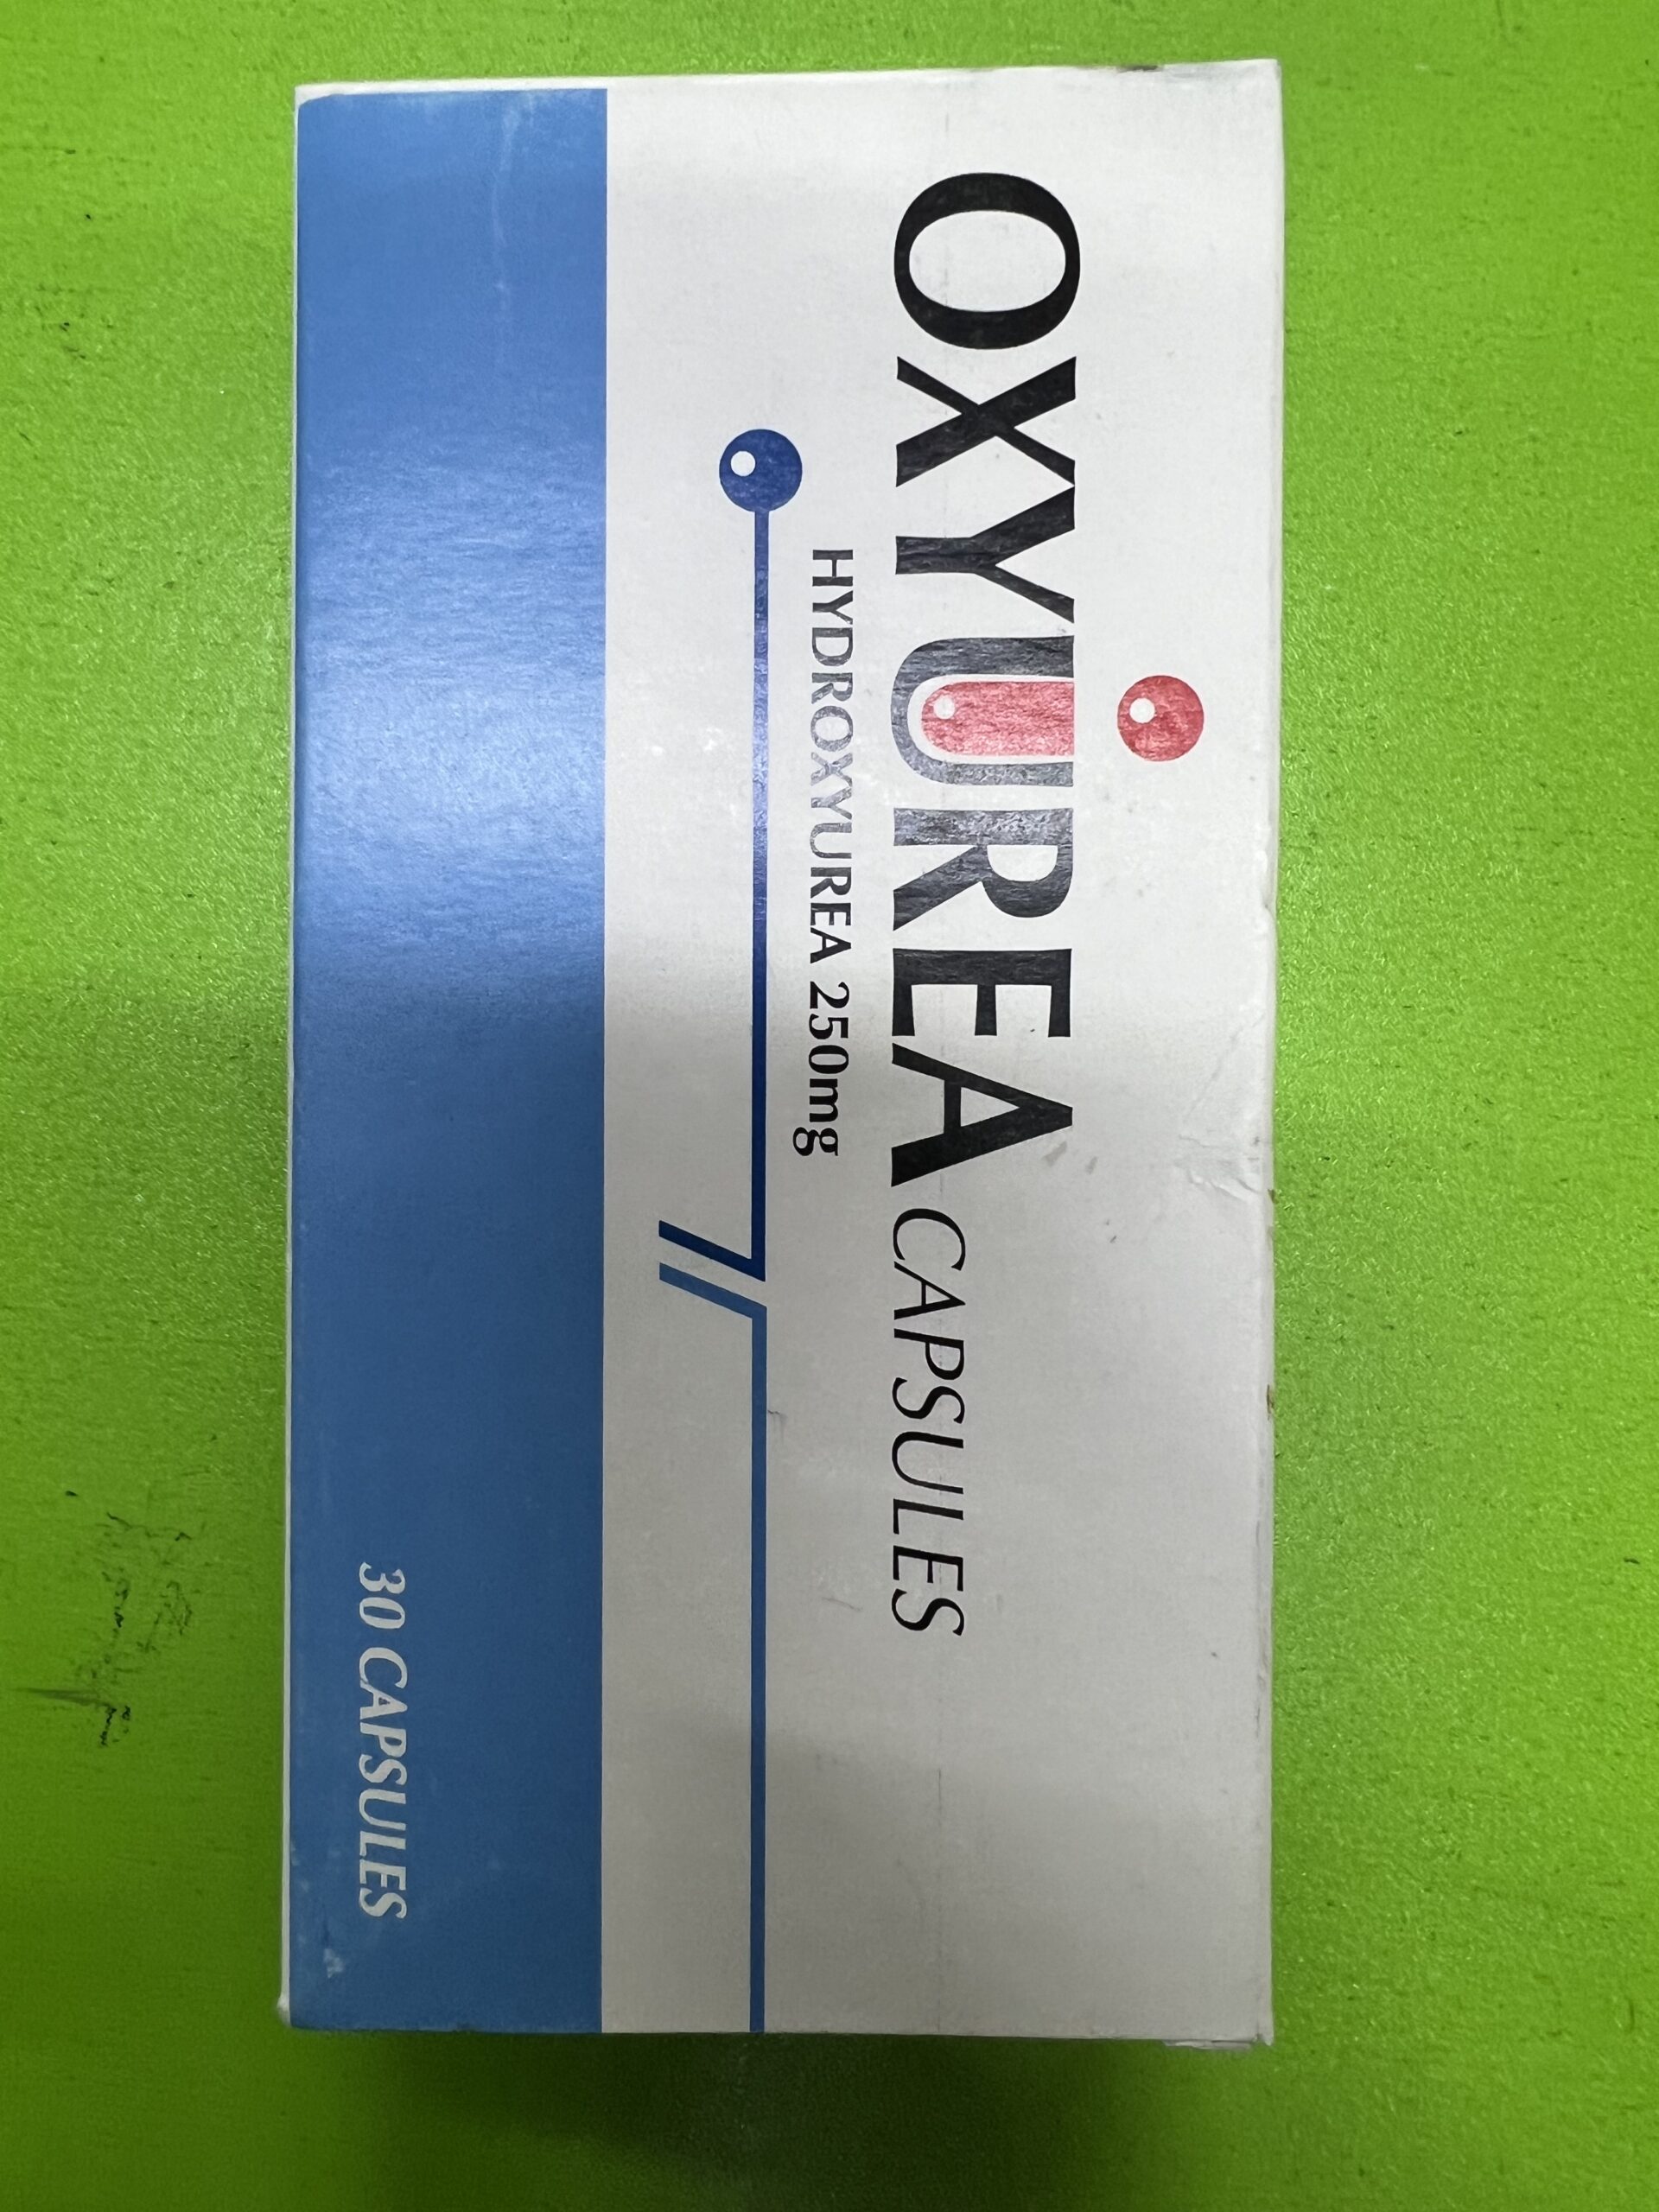 OXYUREA CAPSULES
HYDROXYUREA 250mg
30 CAPSULES